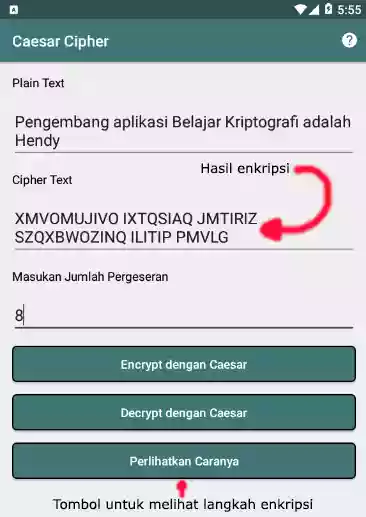 5:55
Caesar Cipher
?
Plain Text
Pengembang aplikasi Belajar Kriptografi adalah
Hendy
Hasil enkripsi
Cipher Text
XMVOMUJIVO IXTQSIAQ JMTIRIZ
SZQXBWOZINQ ILITIP PMVLG
Masukan Jumlah Pergeseran
8
Encrypt dengan Caesar
Decrypt dengan Caesar
Perlihatkan Caranya
Tombol untuk melihat langkah enkripsi